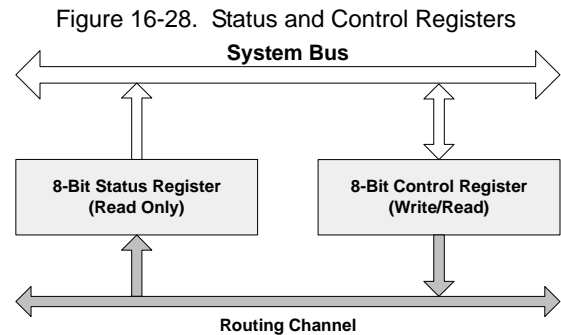 Figure 16-28. Status and Control Registers
System Bus
8-Bit Status Register
(Read Only)
8-Bit Control Register
(Write/Read)
Routing Channel